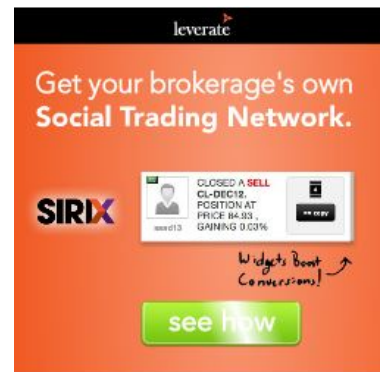 leverate
Get your brokerage's own
Social Trading Network.
SIRIX
CLOSED A SELL
CL-DEC12,
POSITION AT
PRICE 84.93 ,
GAINING 0.03%
copy
Widgets Boost
Conversions!
see how